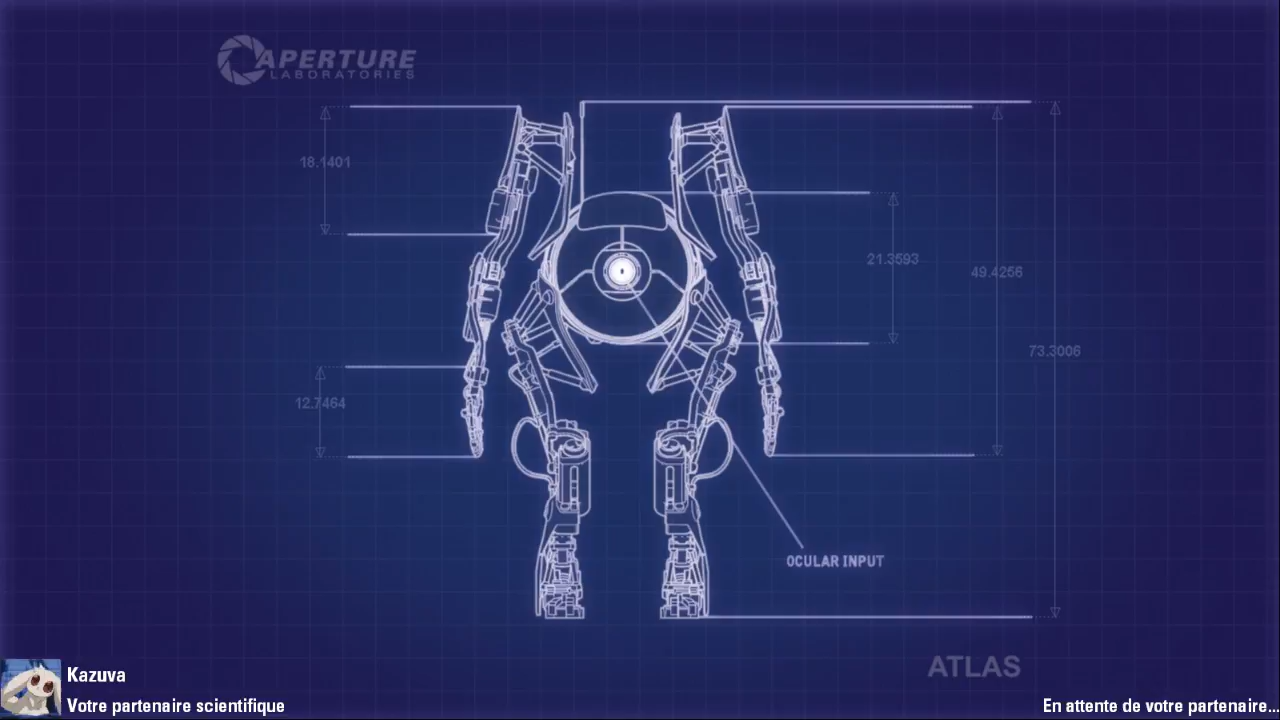 APERTURE
LABORATORIES
18.1401
21.3593
49.4256
73.3006
12.7464
OCULAR INPUT
ATLAS
Kazuva
Votre partenaire scientifique
En attente de votre partenaire...